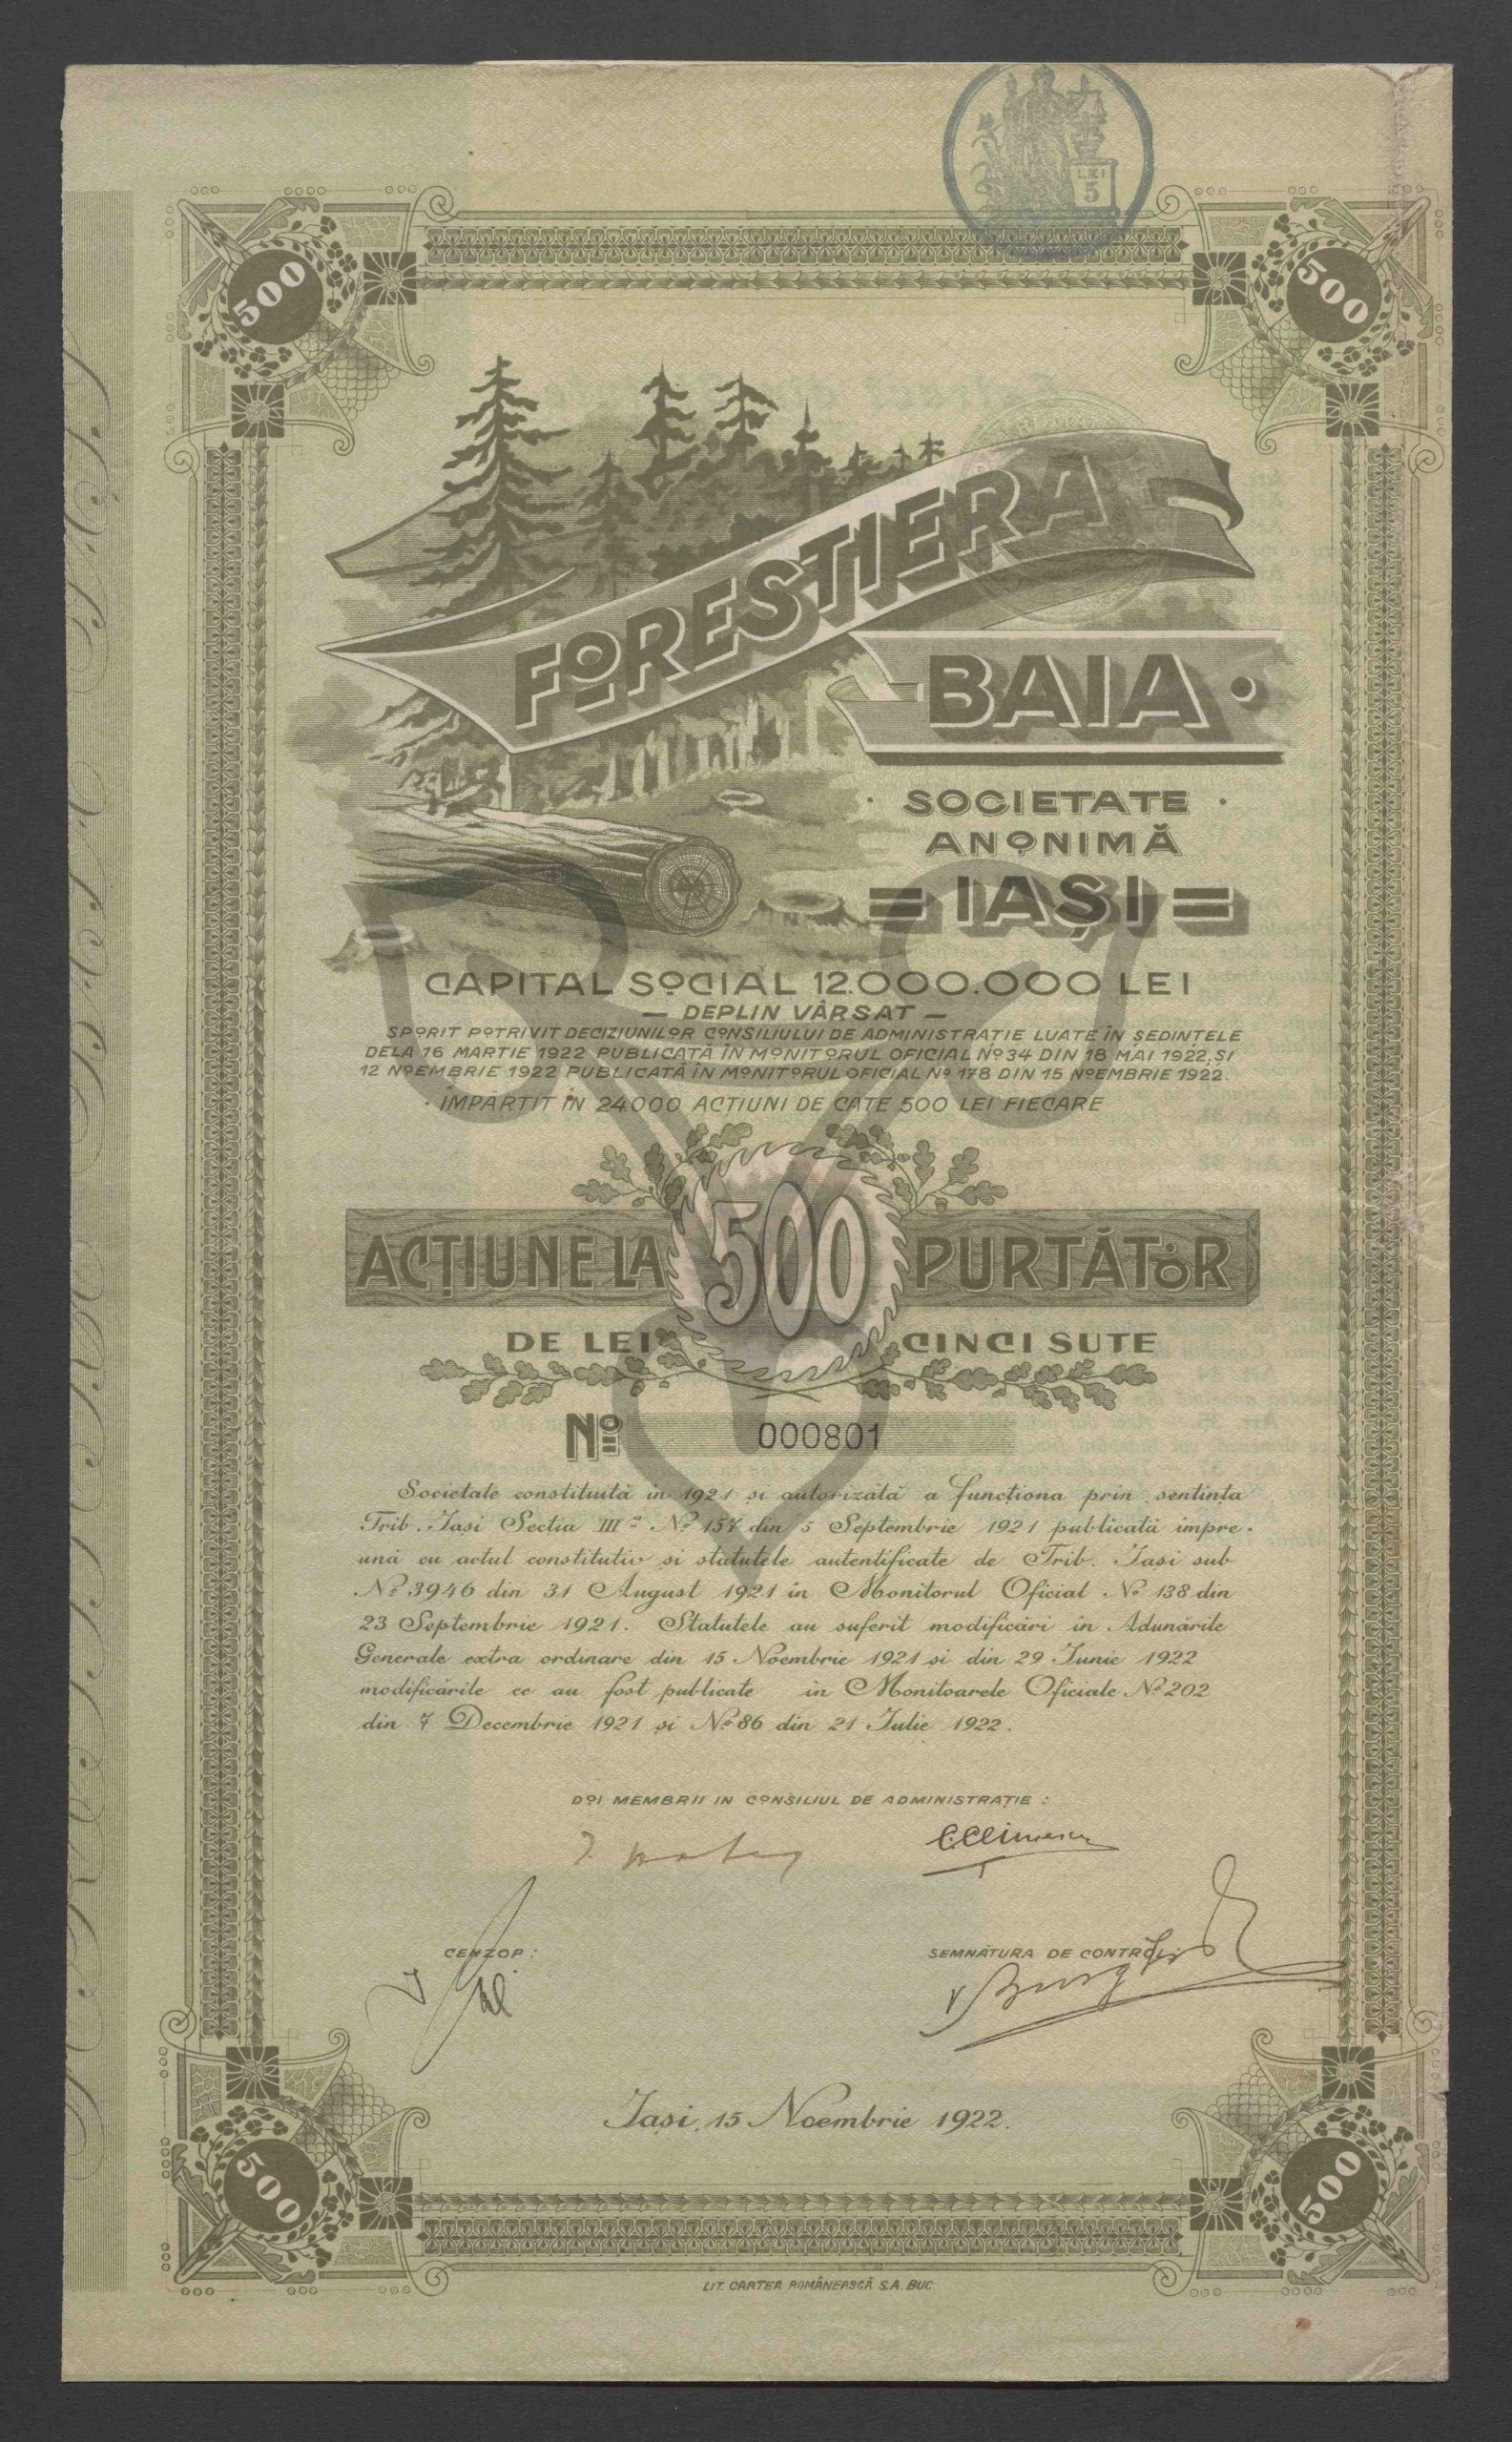 LEI
5
500
500
FORESTIERA
BAIA
SOCIETATE
ANONIMĂ
= IAȘI =
CAPITAL SOCIAL 12.000.000 LEI
— DEPLIN VÂRSAT —
SPORIT POTRIVIT DECIZIUNILOR CONSILIULUI DE ADMINISTRAȚIE LUATE ÎN ȘEDINȚELE
DELA 16 MARTIE 1922 PUBLICATĂ ÎN MONITORUL OFICIAL No 34 DIN 18 MAI 1922, ȘI
12 NOEMBRIE 1922 PUBLICATĂ ÎN MONITORUL OFICIAL No 178 DIN 15 NOEMBRIE 1922.
· ÎMPĂRȚIT ÎN 24000 ACȚIUNI DE CATE 500 LEI FIECARE
ACȚIUNE LA 500 PURTĂTOR
DE LEI CINCI SUTE
No 000801
Societate constituită în 1921 și autorizată a funcționa prin sentința
Trib. Iași Secția III-a No 157 din 5 Septembrie 1921 publicată impre-
ună cu actul constitutiv și statutele autentificate de Trib. Iași sub
No 3946 din 31 August 1921 în Monitorul Oficial No 138 din
23 Septembrie 1921. Statutele au suferit modificări în Adunările
Generale extra ordinare din 15 Noembrie 1921 și din 29 Iunie 1922
modificările ce au fost publicate in Monitoarele Oficiale No 202
din 7 Decembrie 1921 și No 86 din 21 Iulie 1922.
DOI MEMBRII IN CONSILIUL DE ADMINISTRAȚIE :
CENZOR :
SEMNĂTURA DE CONTROL
Iași, 15 Noembrie 1922.
500
500
LIT. CARTEA ROMÂNEASCĂ S.A. BUC.